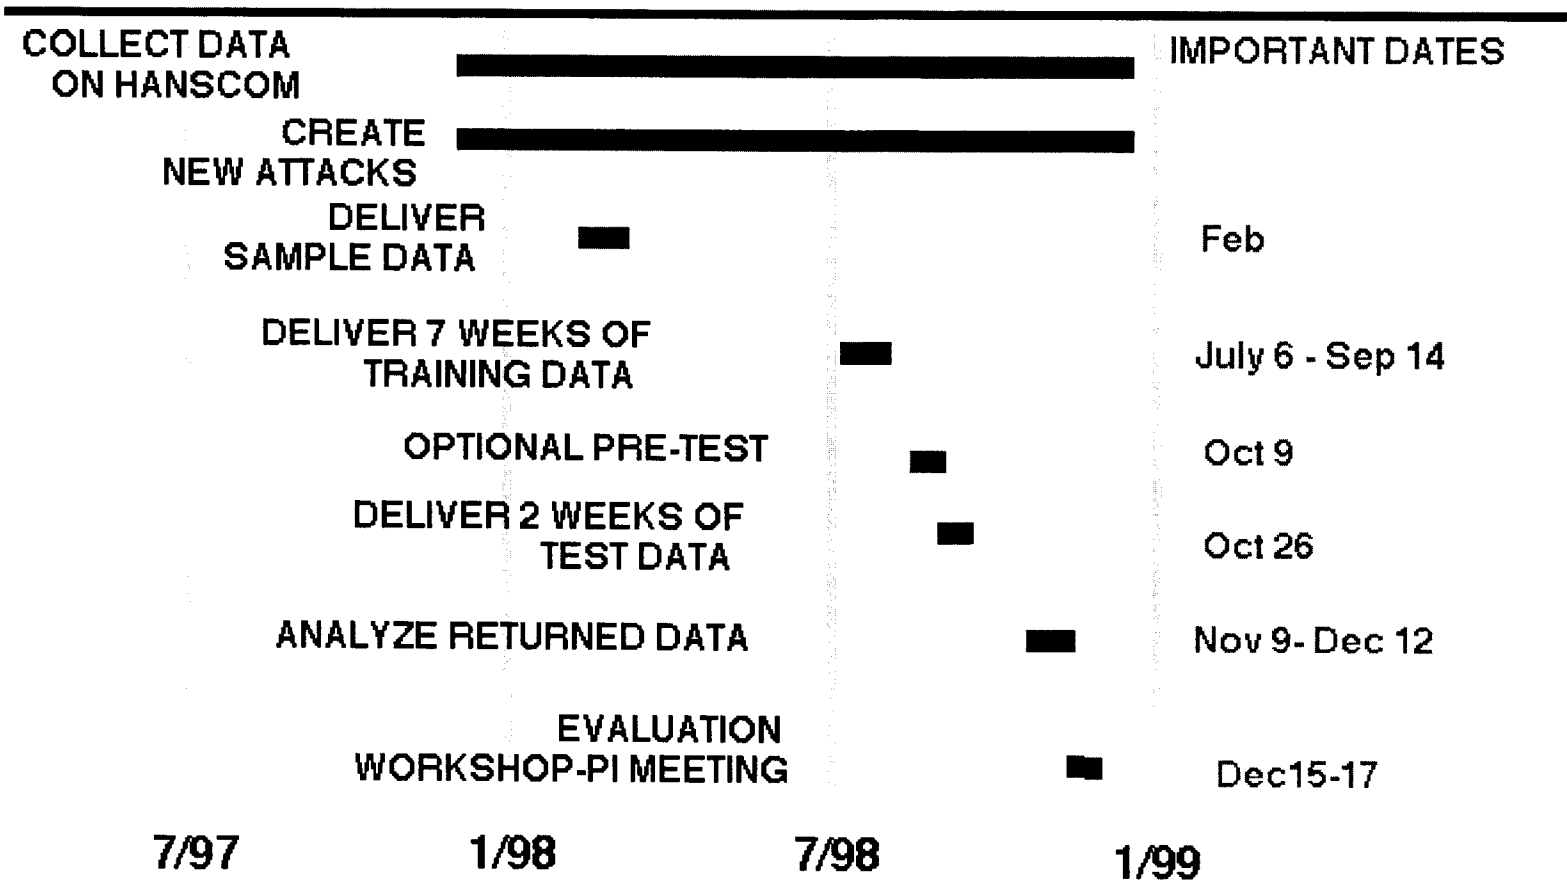 COLLECT DATA
ON HANSCOM
IMPORTANT DATES
CREATE
NEW ATTACKS
DELIVER
SAMPLE DATA
Feb
DELIVER 7 WEEKS OF
TRAINING DATA
July 6 - Sep 14
OPTIONAL PRE-TEST
Oct 9
DELIVER 2 WEEKS OF
TEST DATA
Oct 26
ANALYZE RETURNED DATA
Nov 9- Dec 12
EVALUATION
WORKSHOP-PI MEETING
Dec15-17
7/97
1/98
7/98
1/99